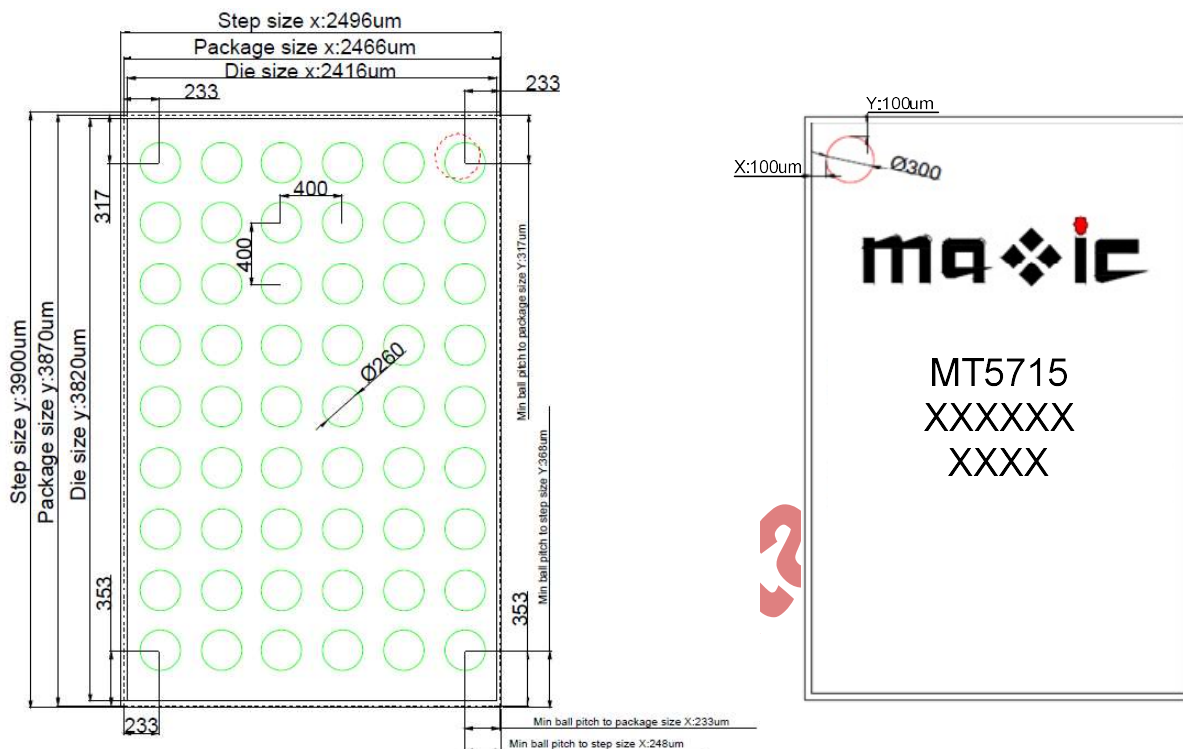 Step size x:2496um
Package size x:2466um
Die size x:2416um
233
233
317
400
400
Ø260
Step size y:3900um
Package size y:3870um
Die size y:3820um
Min ball pitch to package size Y:317um
Min ball pitch to step size Y:368um
353
353
233
Min ball pitch to package size X:233um
Min ball pitch to step size X:248um
Y:100um
X:100um
Ø300
maxic
MT5715
XXXXXX
XXXX